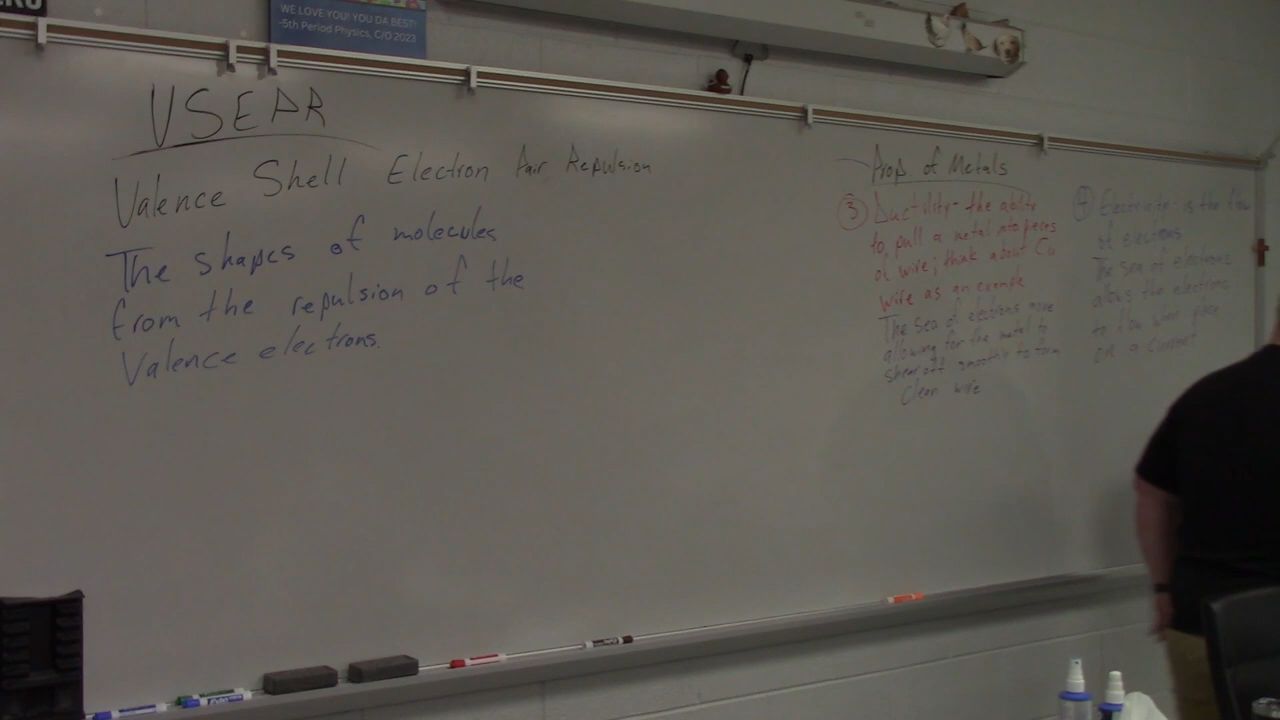 WE LOVE YOU! YOU DA BEST!
-5th Period Physics, C/O 2023
VSEPR
Valence Shell Electron Pair Repulsion
The shapes of molecules
from the repulsion of the
Valence electrons.
Prop of Metals
③ Ductility- the ability
to pull a metal into pieces
of wire; think about Cu
wire as an example
The sea of electrons move
allowing for the metal to
shear off smooth to form
Clean wire
④ Electricity: is the flow
of electrons
The sea of electrons
allows the electrons
to flow when place
on a current